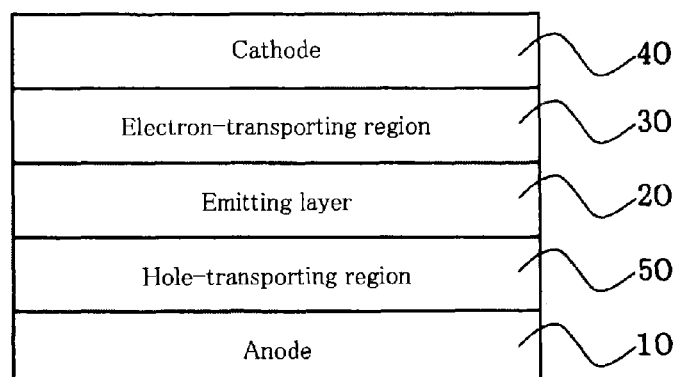 Cathode 40
Electron-transporting region 30
Emitting layer 20
Hole-transporting region 50
Anode 10